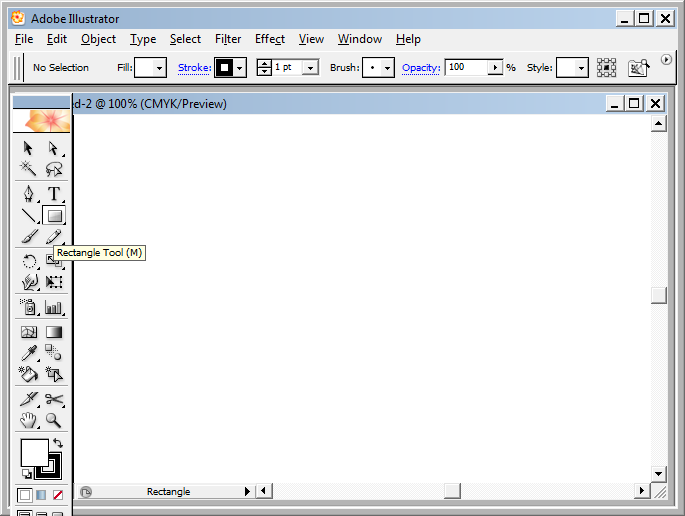 Adobe Illustrator
File Edit Object Type Select Filter Effect View Window Help
No Selection Fill: Stroke: 1 pt Brush: Opacity: 100 % Style:
ed-2 @ 100% (CMYK/Preview)
T
Rectangle Tool (M)
Rectangle